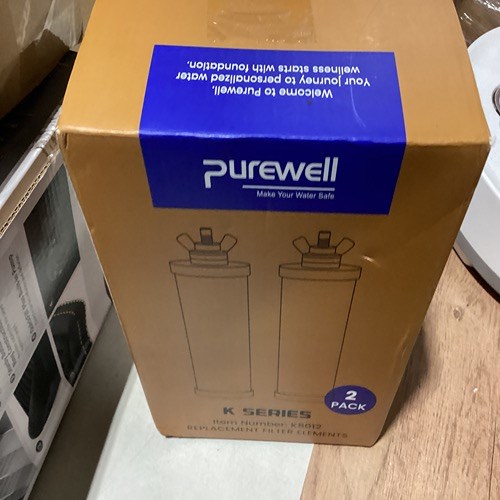 Welcome to Purewell.
Your journey to personalized water
wellness starts with foundation.
purewell
Make Your Water Safe
2
PACK
K SERIES
Item Number: K8012
REPLACEMENT FILTER ELEMENTS